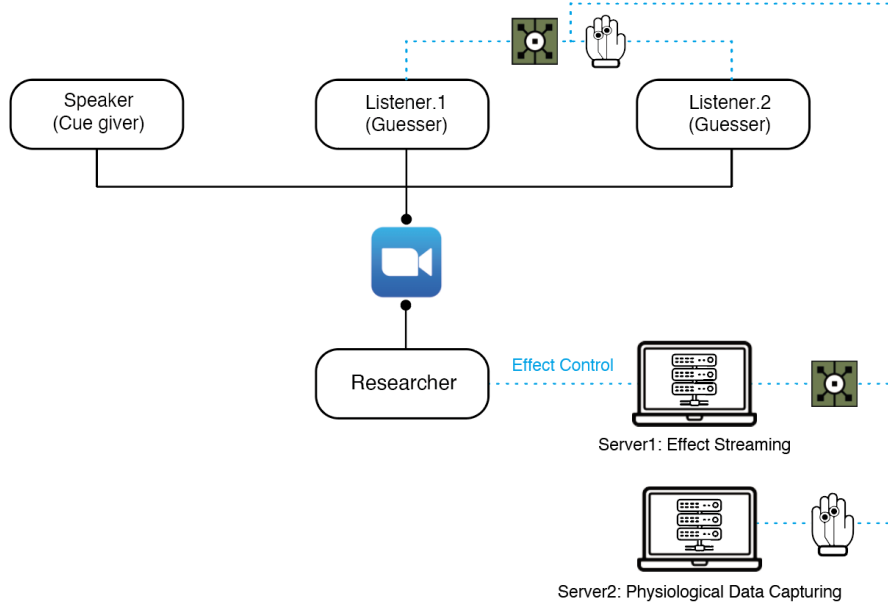 Speaker
(Cue giver)
Listener.1
(Guesser)
Listener.2
(Guesser)
Researcher
Effect Control
Server1: Effect Streaming
Server2: Physiological Data Capturing